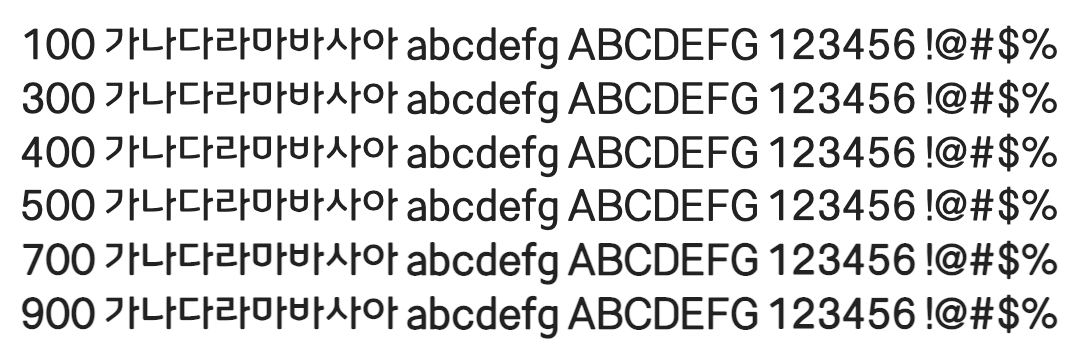 100 가나다라마바사아 abcdefg ABCDEFG 123456 !@#$%
300 가나다라마바사아 abcdefg ABCDEFG 123456 !@#$%
400 가나다라마바사아 abcdefg ABCDEFG 123456 !@#$%
500 가나다라마바사아 abcdefg ABCDEFG 123456 !@#$%
700 가나다라마바사아 abcdefg ABCDEFG 123456 !@#$%
900 가나다라마바사아 abcdefg ABCDEFG 123456 !@#$%